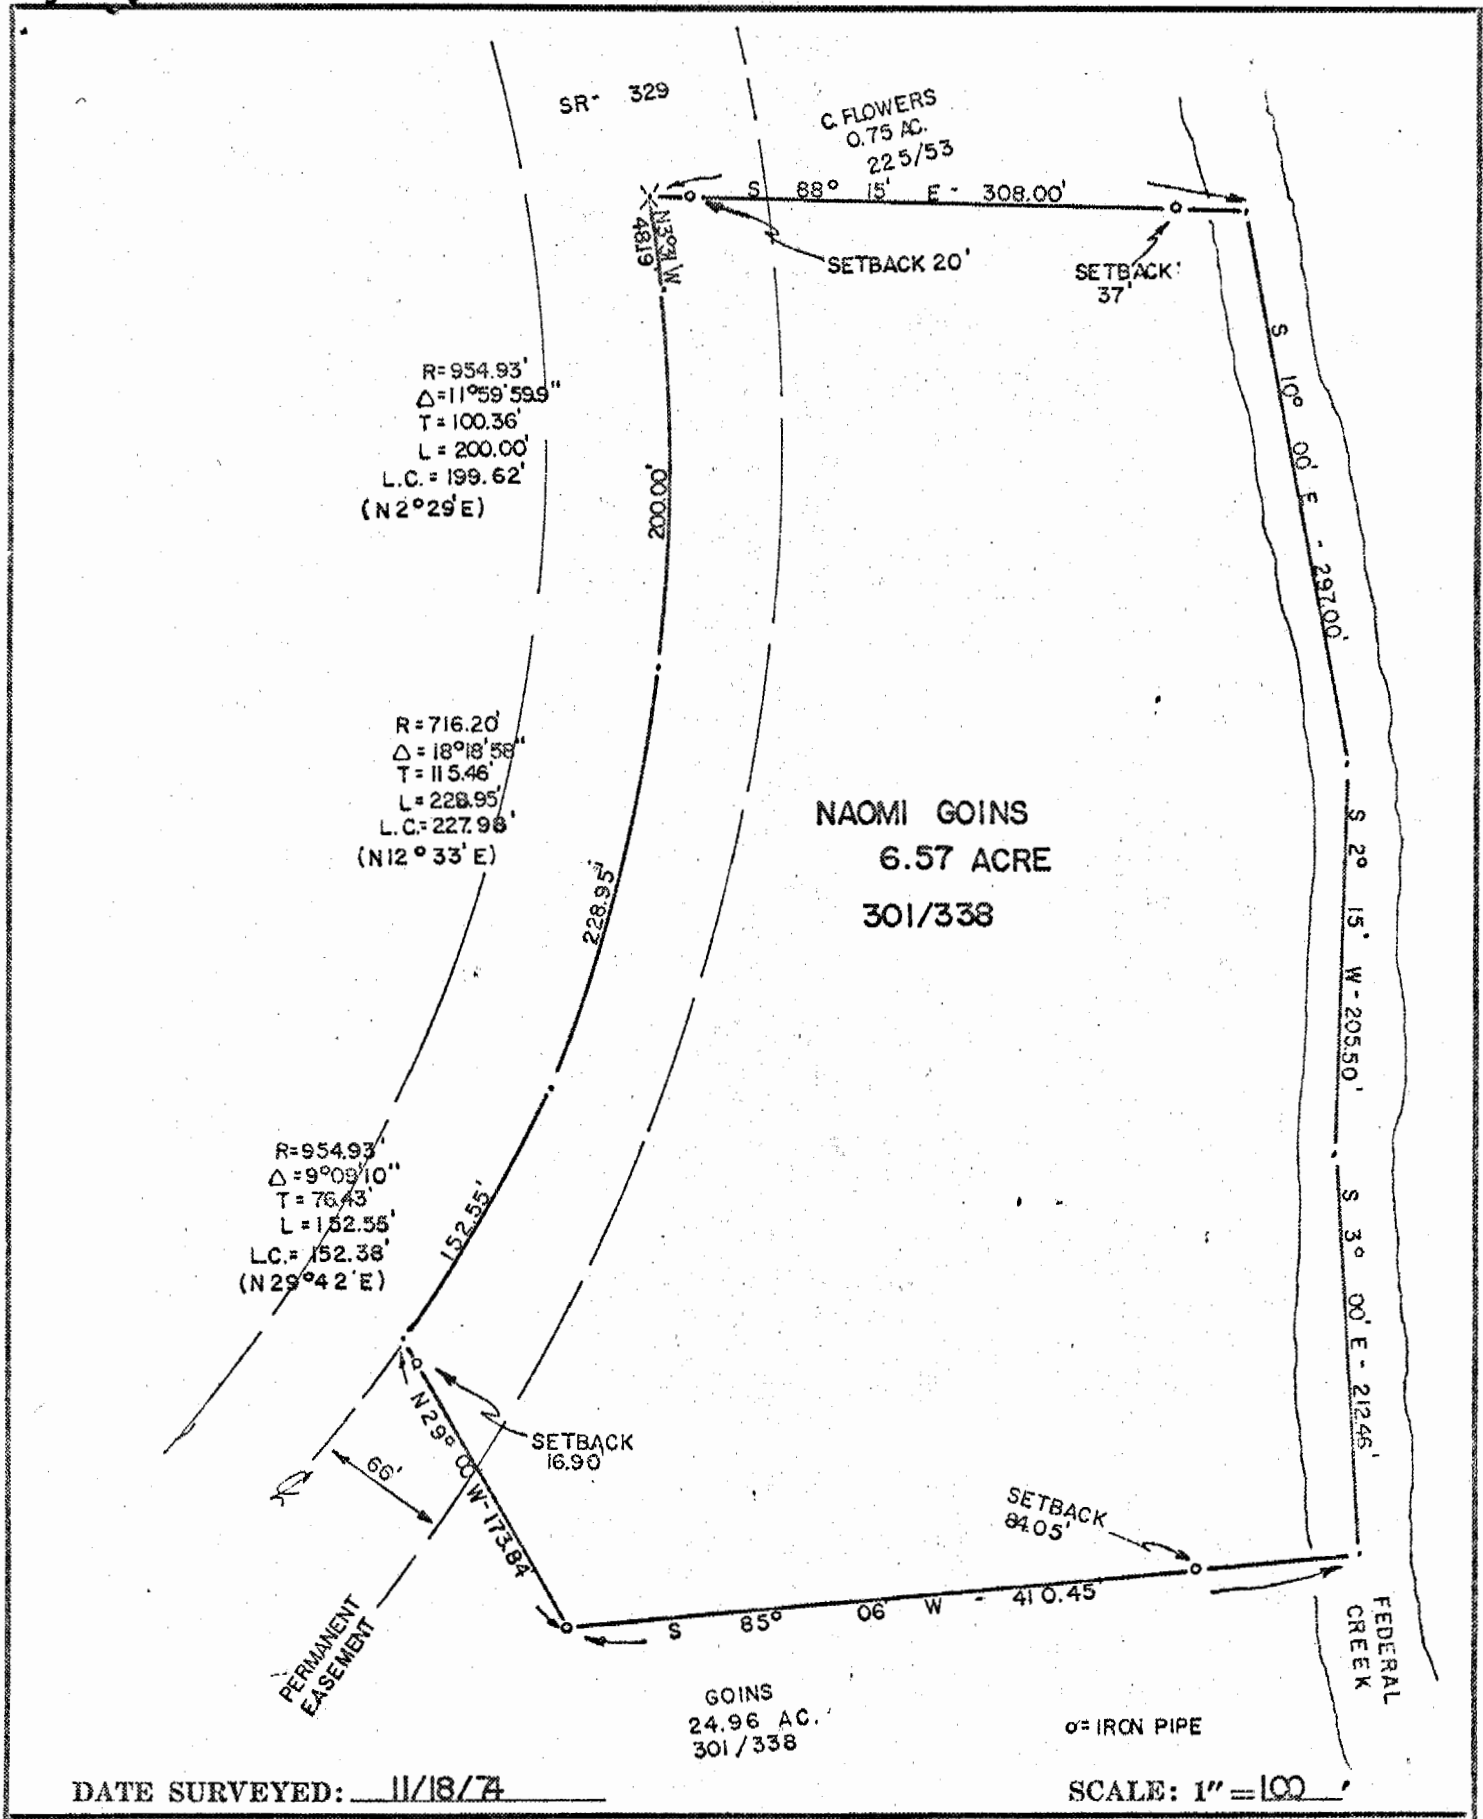 SR- 329
C. FLOWERS
0.75 AC.
225/53
S 88° 15' E - 308.00'
N3°31'W
48.19
SETBACK 20'
SETBACK
37'
S 10° 00' E - 297.00'
R=954.93'
Δ=11°59'59.9"
T=100.36'
L=200.00'
L.C.=199.62'
(N2°29'E)
200.00'
R=716.20'
Δ=18°18'58"
T=115.46'
L=228.95'
L.C.=227.98'
(N12°33'E)
228.95'
NAOMI GOINS
6.57 ACRE
301/338
S 2° 15' W - 205.50'
R=954.93'
Δ=9°09'10"
T=76.43'
L=152.55'
L.C.=152.38'
(N29°42'E)
152.55'
S 3° 00' E - 212.46'
N29° 00' W-173.84'
SETBACK
16.90'
66'
SETBACK
84.05'
S 85° 06' W - 410.45'
PERMANENT
EASEMENT
FEDERAL
CREEK
GOINS
24.96 AC.
301/338
o=IRON PIPE
DATE SURVEYED: 11/18/74
SCALE: 1"=100'